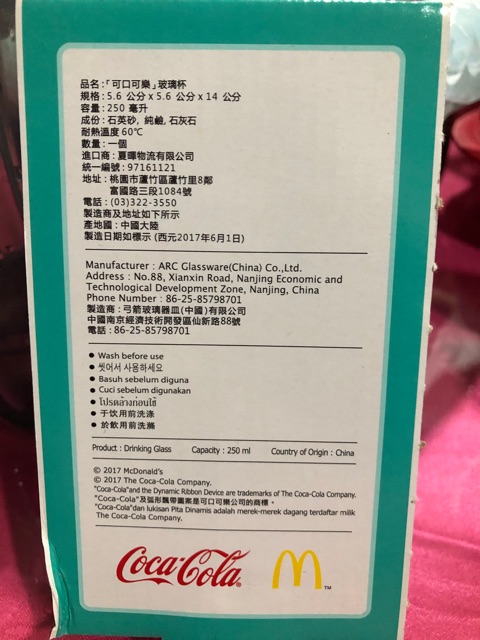 品名:「可口可樂」玻璃杯
規格: 5.6 公分 x 5.6 公分 x 14 公分
容量: 250 毫升
成份: 石英砂, 純鹼, 石灰石
耐熱溫度 60℃
數量: 一個
進口商: 夏暉物流有限公司
統一編號: 97161121
地址: 桃園市蘆竹區蘆竹里8鄰
富國路三段1084號
電話: (03)322-3550
製造商及地址如下所示
產地國: 中國大陸
製造日期如標示 (西元2017年6月1日)
Manufacturer : ARC Glassware(China) Co.,Ltd.
Address : No.88, Xianxin Road, Nanjing Economic and
Technological Development Zone, Nanjing, China
Phone Number : 86-25-85798701
製造商: 弓箭玻璃器皿(中國)有限公司
中國南京經濟技術開發區仙新路88號
電話: 86-25-85798701
• Wash before use
• 씻어서 사용하세요
• Basuh sebelum diguna
• Cuci sebelum digunakan
• โปรดล้างก่อนใช้
• 于饮用前洗涤
• 於飲用前洗滌
Product : Drinking Glass Capacity : 250 ml Country of Origin : China
© 2017 McDonald's
© 2017 The Coca-Cola Company.
"Coca-Cola"and the Dynamic Ribbon Device are trademarks of The Coca-Cola Company.
"Coca-Cola"及弧形飄帶圖案是可口可樂公司的商標。
"Coca-Cola"dan lukisan Pita Dinamis adalah merek-merek dagang terdaftar milik
The Coca-Cola Company.
Coca-Cola ® M ™